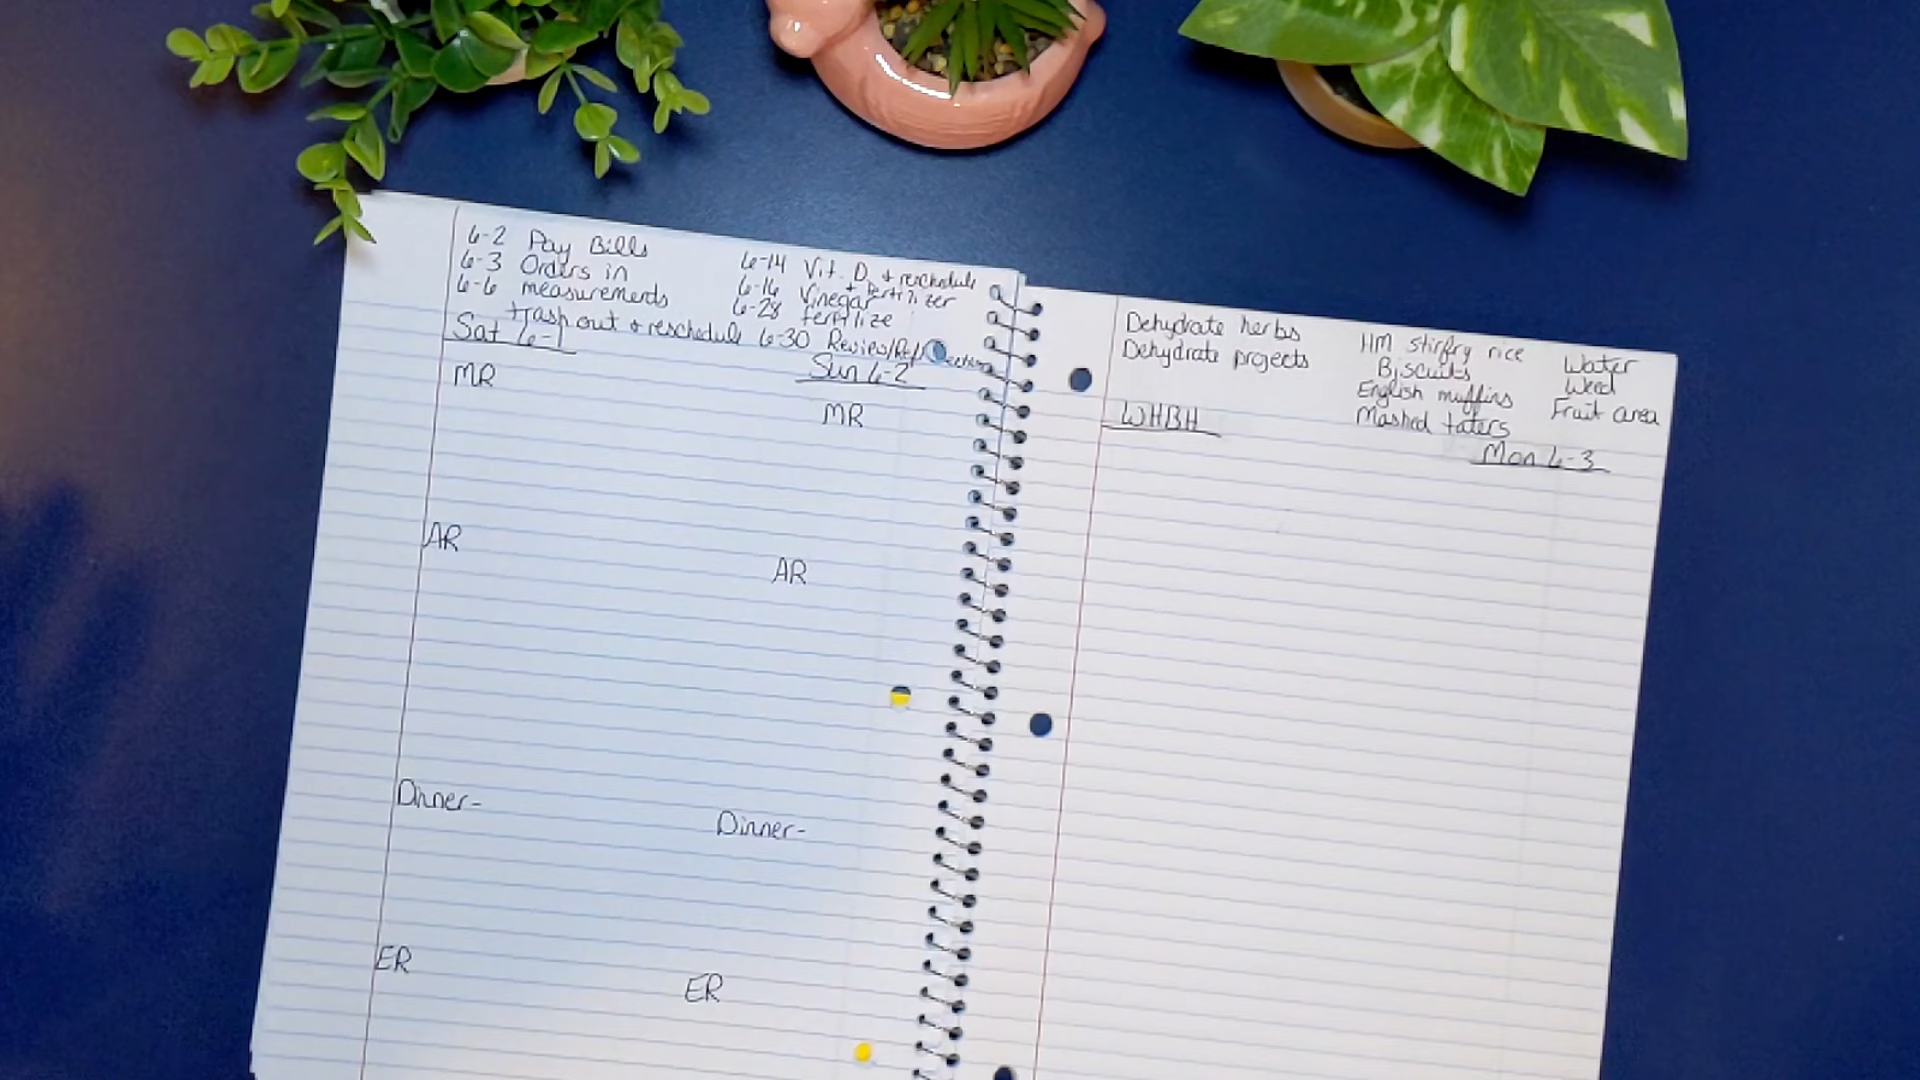 6-2 Pay Bills
6-3 Orders in
6-6 measurements
trash out + reschedule
6-14 Vit. D + reschedule
6-16 Vinegar + fertilizer
6-28 fertilize
6-30
Sat 6-1
MR
AR
Dinner-
ER
Sun 6-2
MR
AR
Dinner-
ER
Dehydrate herbs
Dehydrate projects
HM stirfry rice
Biscuits
English muffins
Mashed taters
Water
Weed
Fruit area
WHBH
Mon 6-3